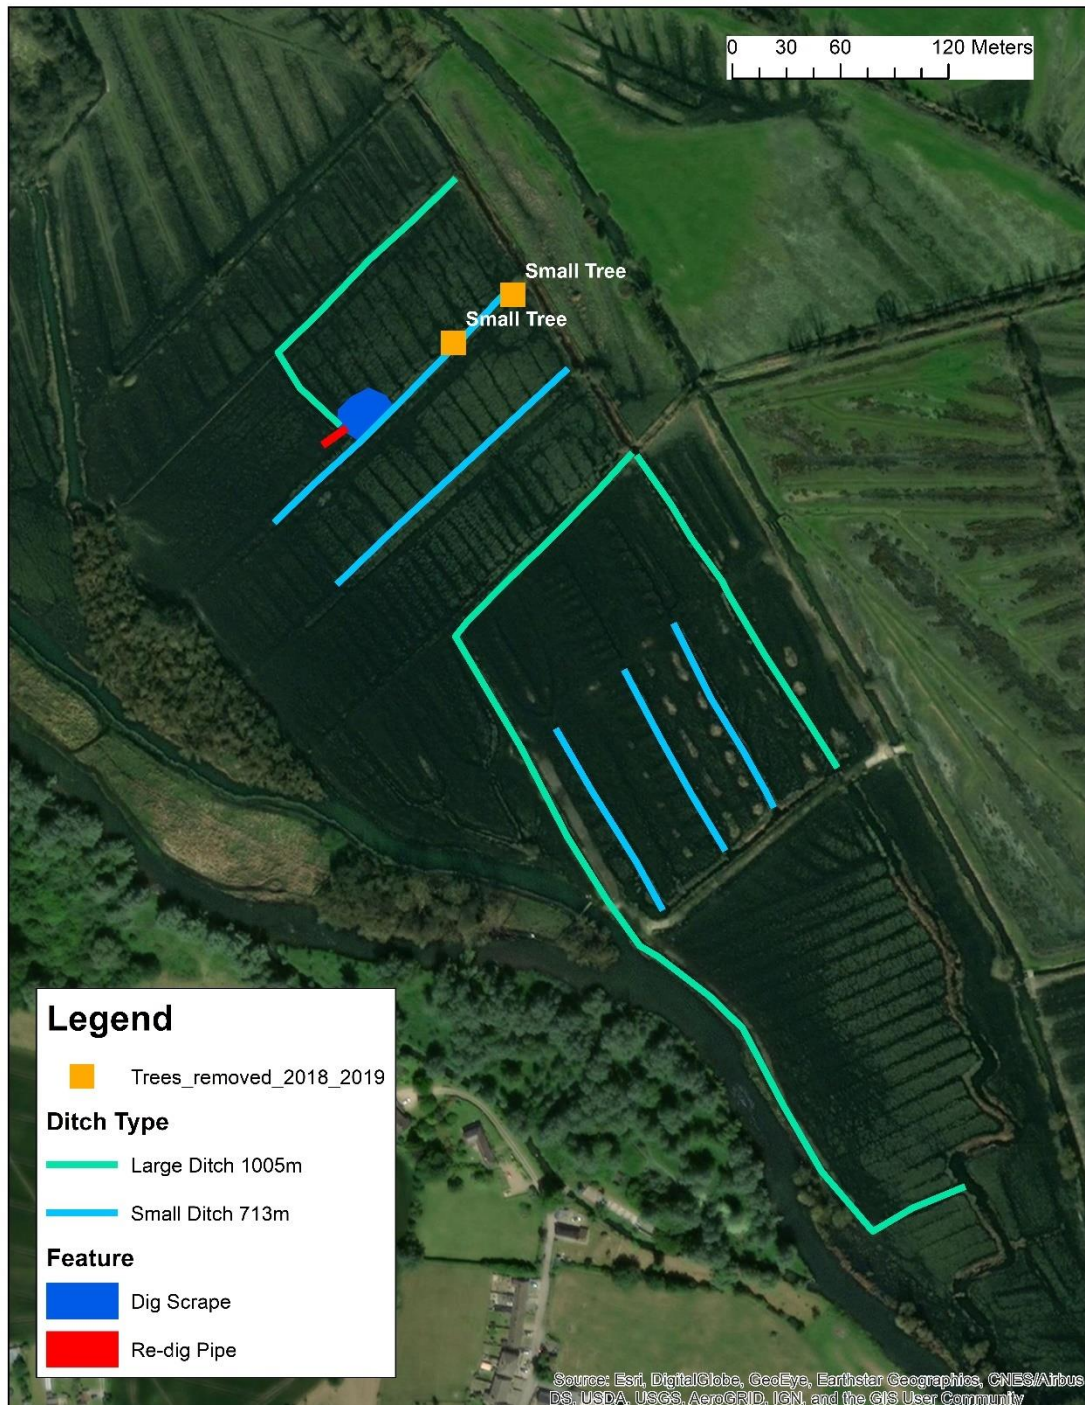 0 30 60 120 Meters
Small Tree
Small Tree
Legend
Trees_removed_2018_2019
Ditch Type
Large Ditch 1005m
Small Ditch 713m
Feature
Dig Scrape
Re-dig Pipe
Source: Esri, DigitalGlobe, GeoEye, Earthstar Geographics, CNES/Airbus
DS, USDA, USGS, AeroGRID, IGN, and the GIS User Community